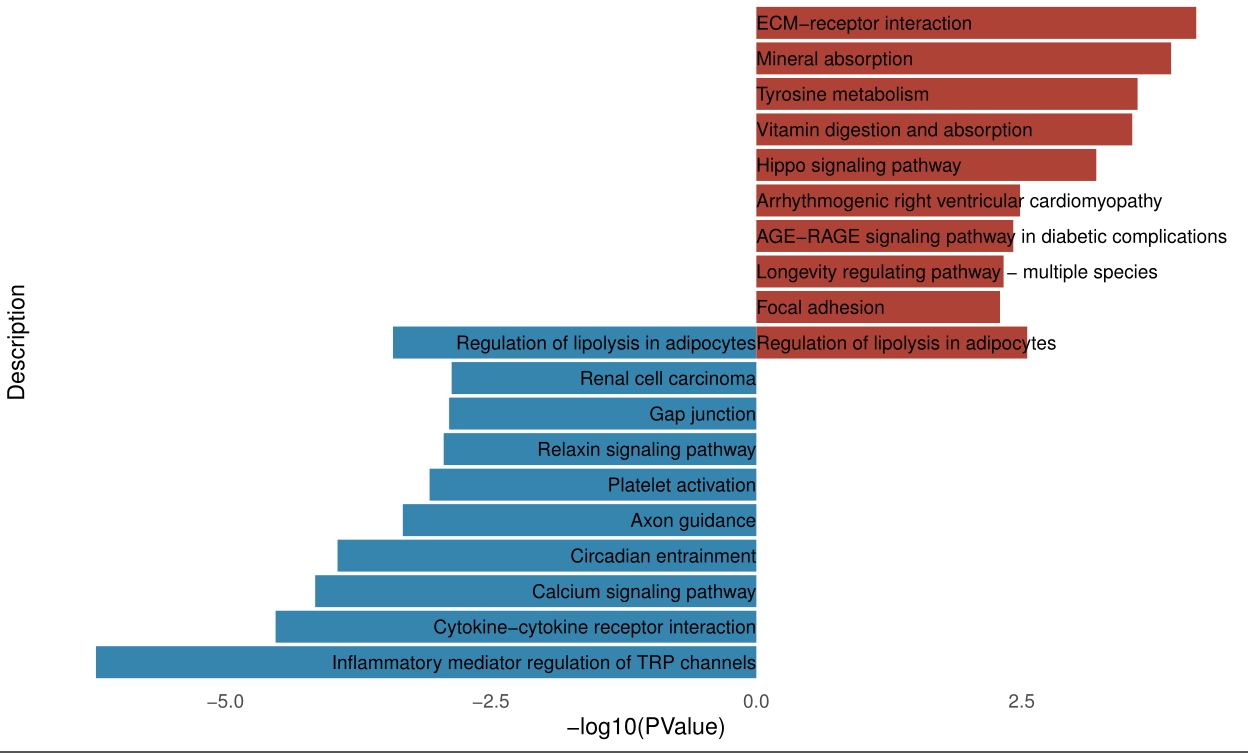 ECM−receptor interaction
Mineral absorption
Tyrosine metabolism
Vitamin digestion and absorption
Hippo signaling pathway
Arrhythmogenic right ventricular cardiomyopathy
AGE−RAGE signaling pathway in diabetic complications
Longevity regulating pathway − multiple species
Focal adhesion
Regulation of lipolysis in adipocytes Regulation of lipolysis in adipocytes
Renal cell carcinoma
Gap junction
Relaxin signaling pathway
Platelet activation
Axon guidance
Circadian entrainment
Calcium signaling pathway
Cytokine−cytokine receptor interaction
Inflammatory mediator regulation of TRP channels
Description
−5.0 −2.5 0.0 2.5
−log10(PValue)